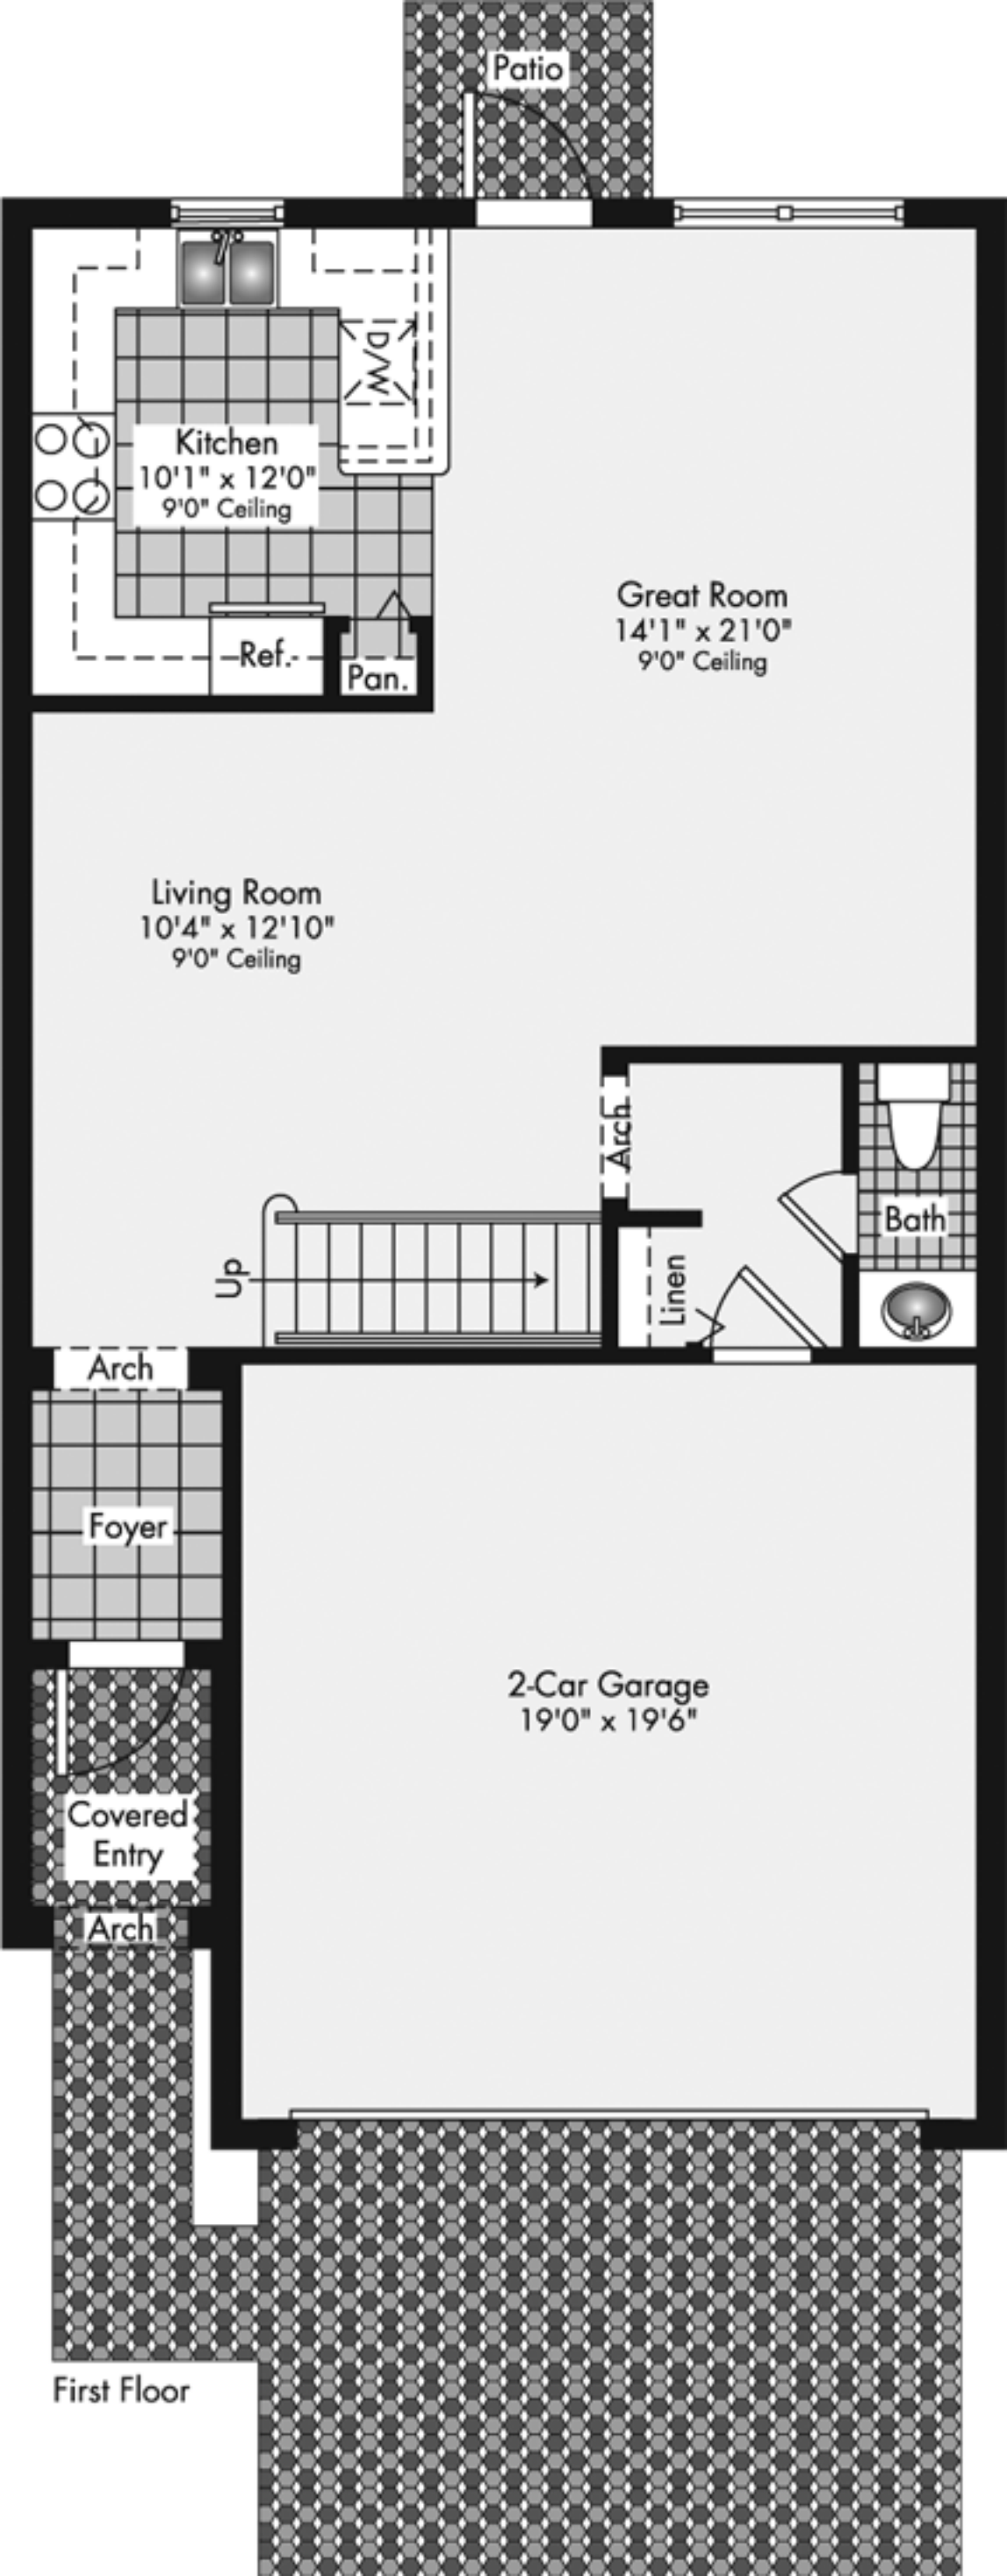 Patio
D/W
Kitchen
10'1" x 12'0"
9'0" Ceiling
Great Room
14'1" x 21'0"
9'0" Ceiling
Ref.
Pan.
Living Room
10'4" x 12'10"
9'0" Ceiling
Arch
Bath
Up
Linen
Arch
Foyer
2-Car Garage
19'0" x 19'6"
Covered
Entry
Arch
First Floor